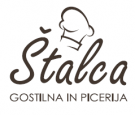 Štalca
GOSTILNA IN PICERIJA